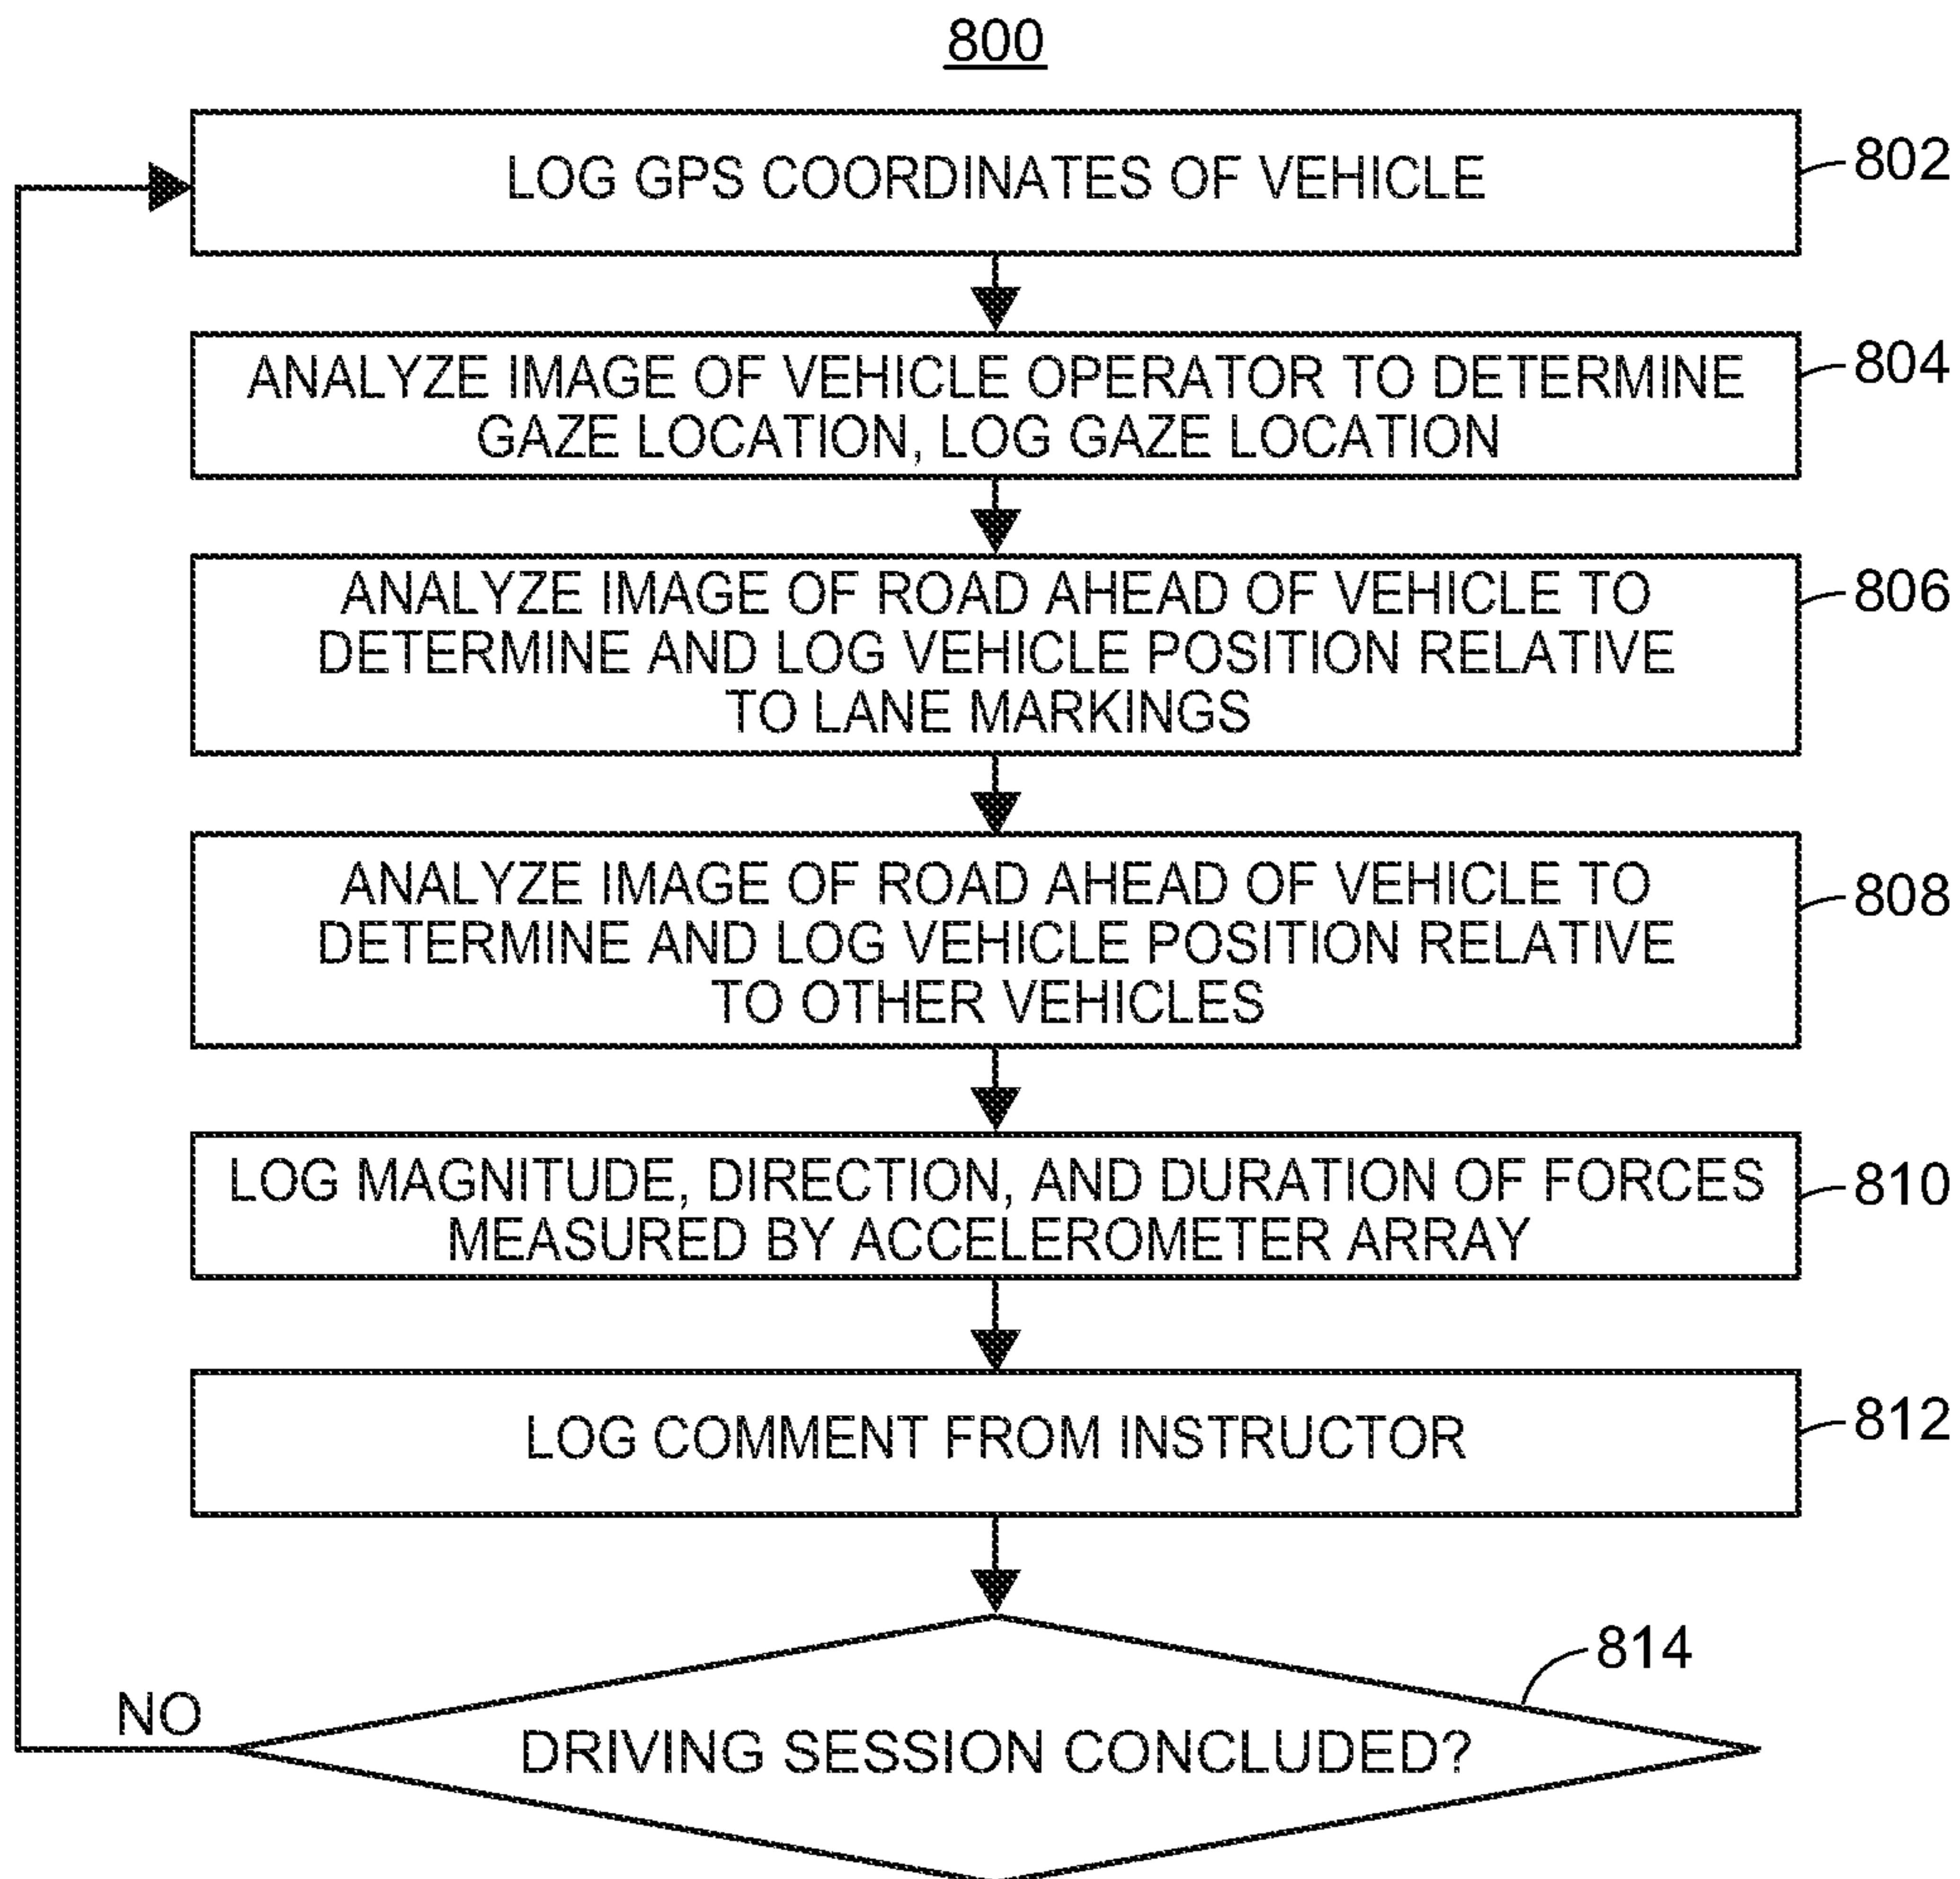 800
LOG GPS COORDINATES OF VEHICLE
802
ANALYZE IMAGE OF VEHICLE OPERATOR TO DETERMINE
GAZE LOCATION, LOG GAZE LOCATION
804
ANALYZE IMAGE OF ROAD AHEAD OF VEHICLE TO
DETERMINE AND LOG VEHICLE POSITION RELATIVE
TO LANE MARKINGS
806
ANALYZE IMAGE OF ROAD AHEAD OF VEHICLE TO
DETERMINE AND LOG VEHICLE POSITION RELATIVE
TO OTHER VEHICLES
808
LOG MAGNITUDE, DIRECTION, AND DURATION OF FORCES
MEASURED BY ACCELEROMETER ARRAY
810
LOG COMMENT FROM INSTRUCTOR
812
814
NO
DRIVING SESSION CONCLUDED?